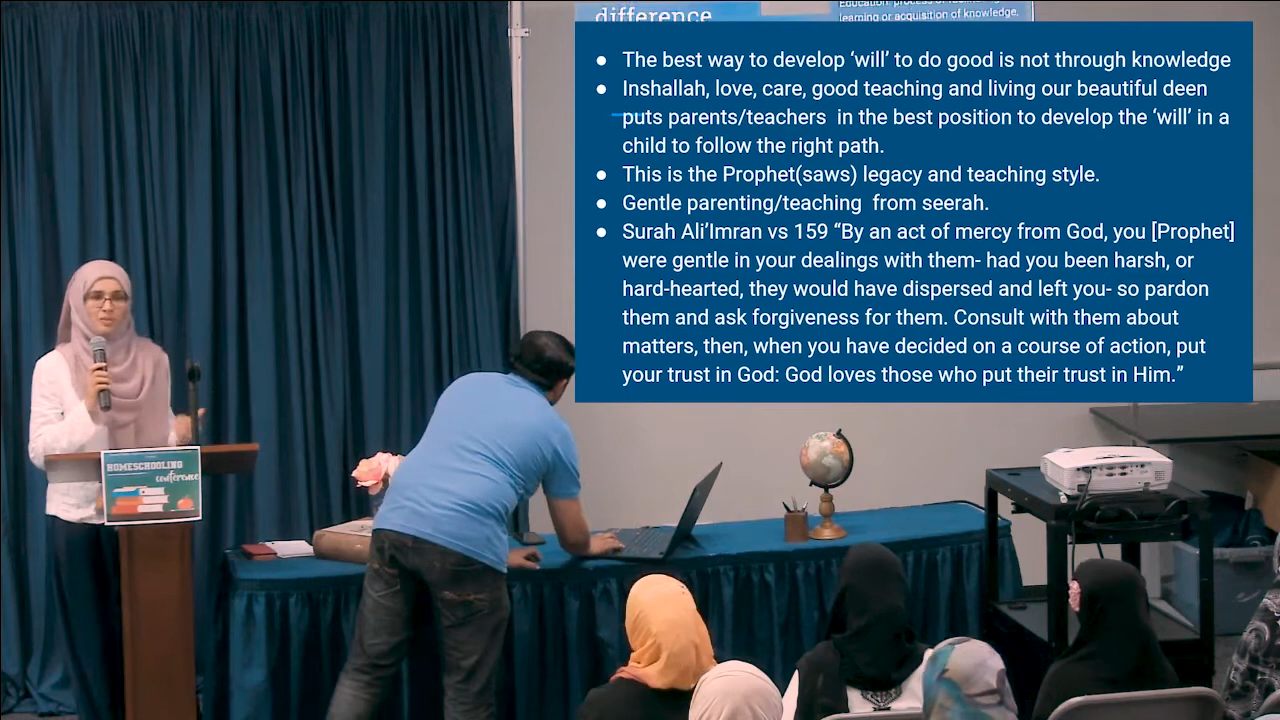 difference
learning or acquisition of knowledge.
● The best way to develop ‘will’ to do good is not through knowledge
● Inshallah, love, care, good teaching and living our beautiful deen
puts parents/teachers  in the best position to develop the ‘will’ in a
child to follow the right path.
● This is the Prophet(saws) legacy and teaching style.
● Gentle parenting/teaching  from seerah.
● Surah Ali’Imran vs 159 “By an act of mercy from God, you [Prophet]
were gentle in your dealings with them- had you been harsh, or
hard-hearted, they would have dispersed and left you- so pardon
them and ask forgiveness for them. Consult with them about
matters, then, when you have decided on a course of action, put
your trust in God: God loves those who put their trust in Him.”
HOMESCHOOLING
conference